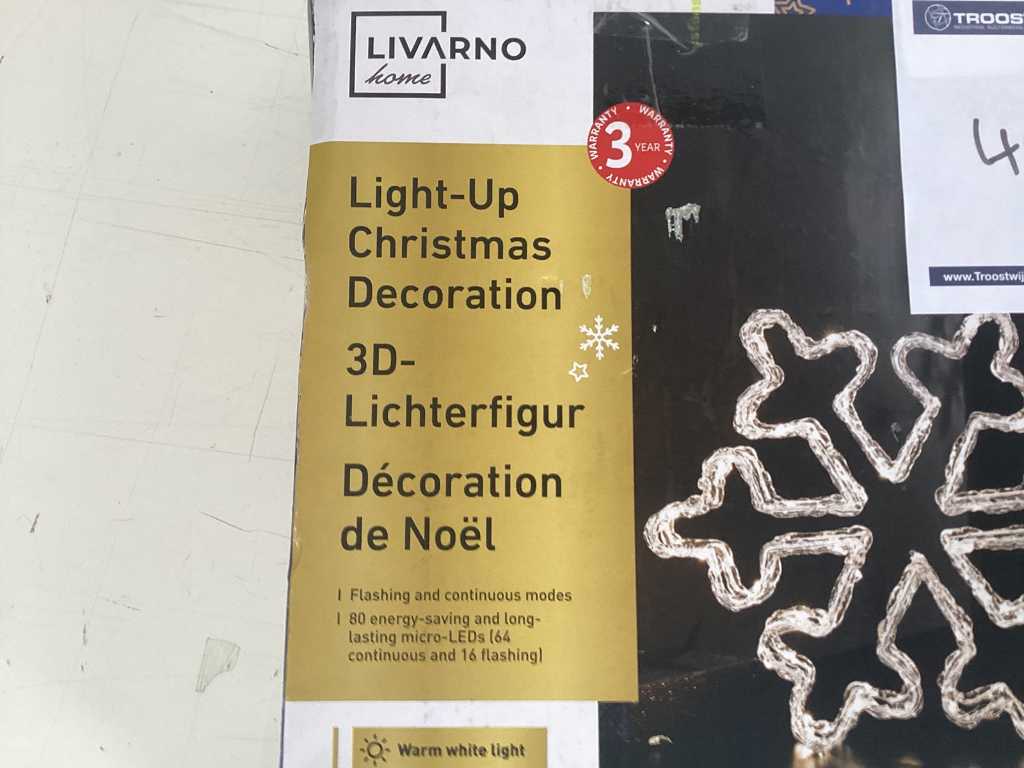 LIVARNO
home
WARRANTY • WARRANTY • WARRANTY
3 YEAR
Light-Up
Christmas
Decoration
3D-
Lichterfigur
Décoration
de Noël
Flashing and continuous modes
80 energy-saving and long-
lasting micro-LEDs (64
continuous and 16 flashing)
Warm white light
TROOS
4
www.Troostwij